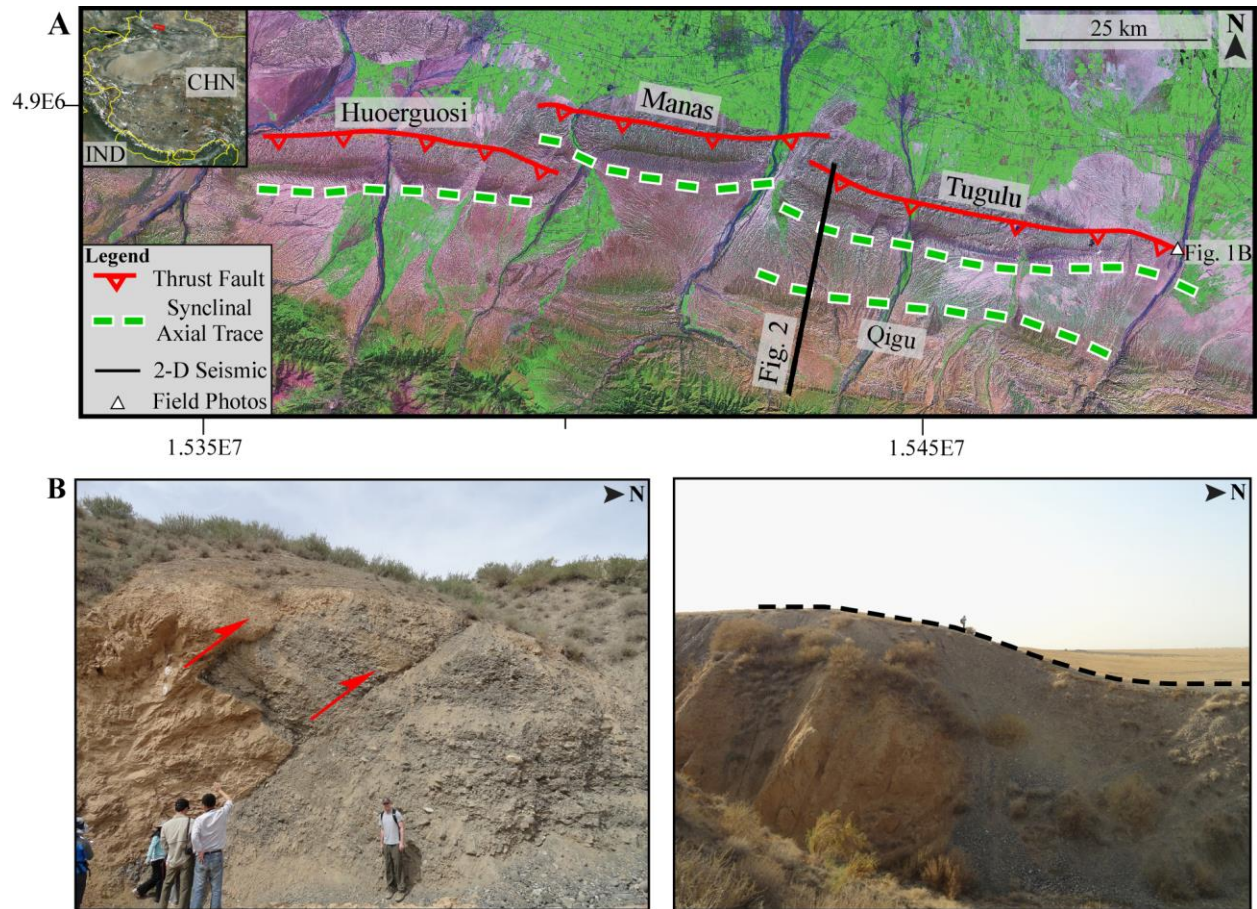 A
CHN
IND
25 km
N
4.9E6
Huoerguosi
Manas
Tugulu
Fig. 1B
Qigu
Fig. 2
Legend
Thrust Fault
Synclinal
Axial Trace
2-D Seismic
Field Photos
1.535E7
1.545E7
B
N
N